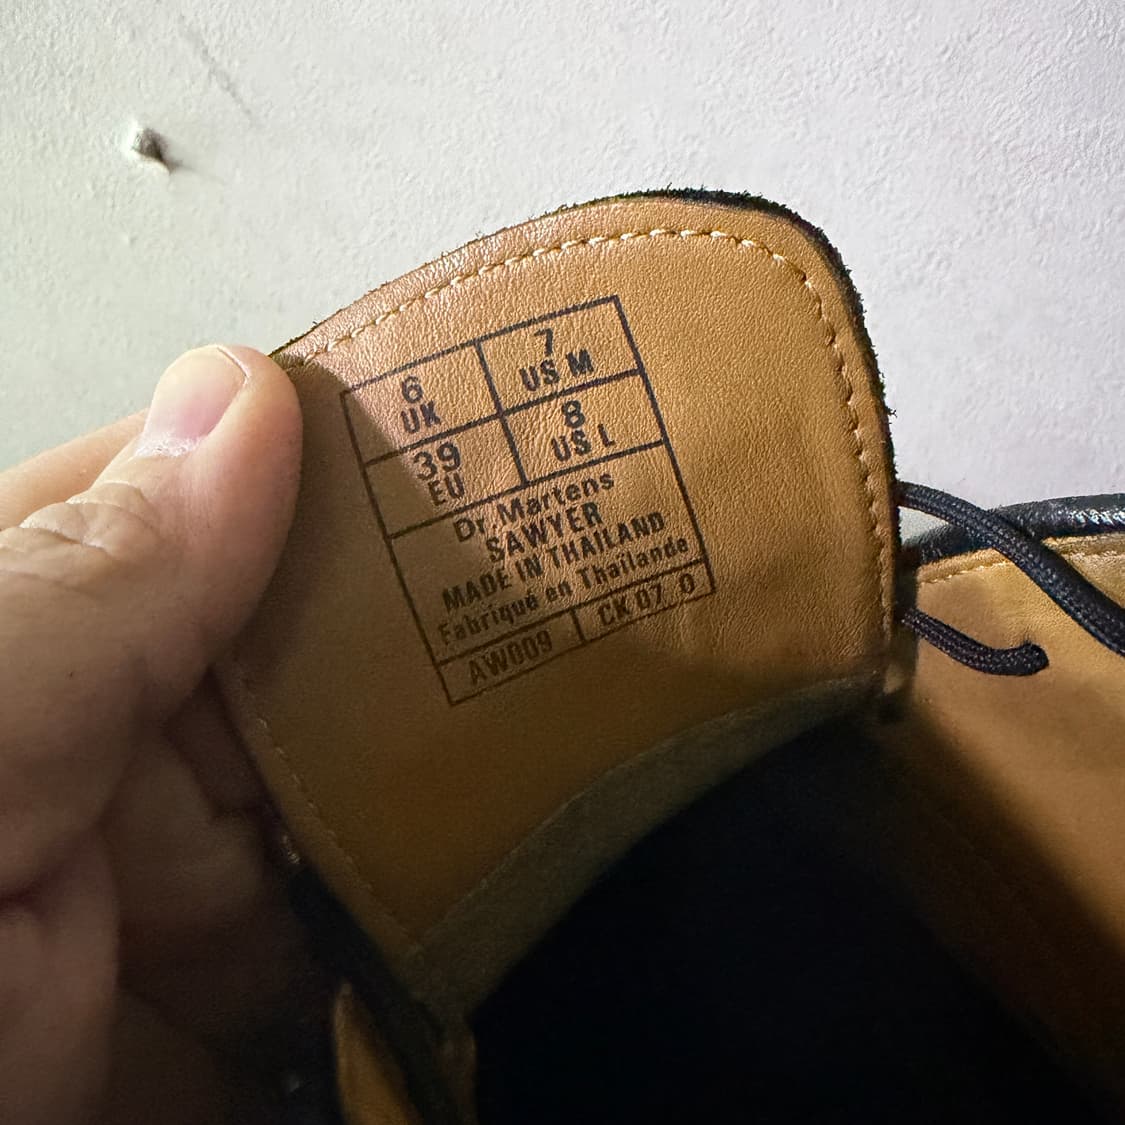 6
UK
7
US M
39
EU
8
US L
Dr.Martens
SAWYER
MADE IN THAILAND
Fabriqué en Thaïlande
AW009
CK 07 0